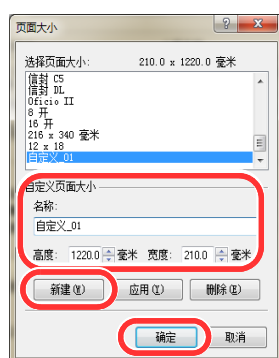 页面大小
选择页面大小: 210.0 x 1220.0 毫米
信封 C5
信封 DL
Oficio II
8 开
16 开
216 x 340 毫米
12 x 18
自定义_01
自定义页面大小
名称:
自定义_01
高度: 1220.0 毫米 宽度: 210.0 毫米
新建(W) 应用(Y) 删除(E)
确定 取消